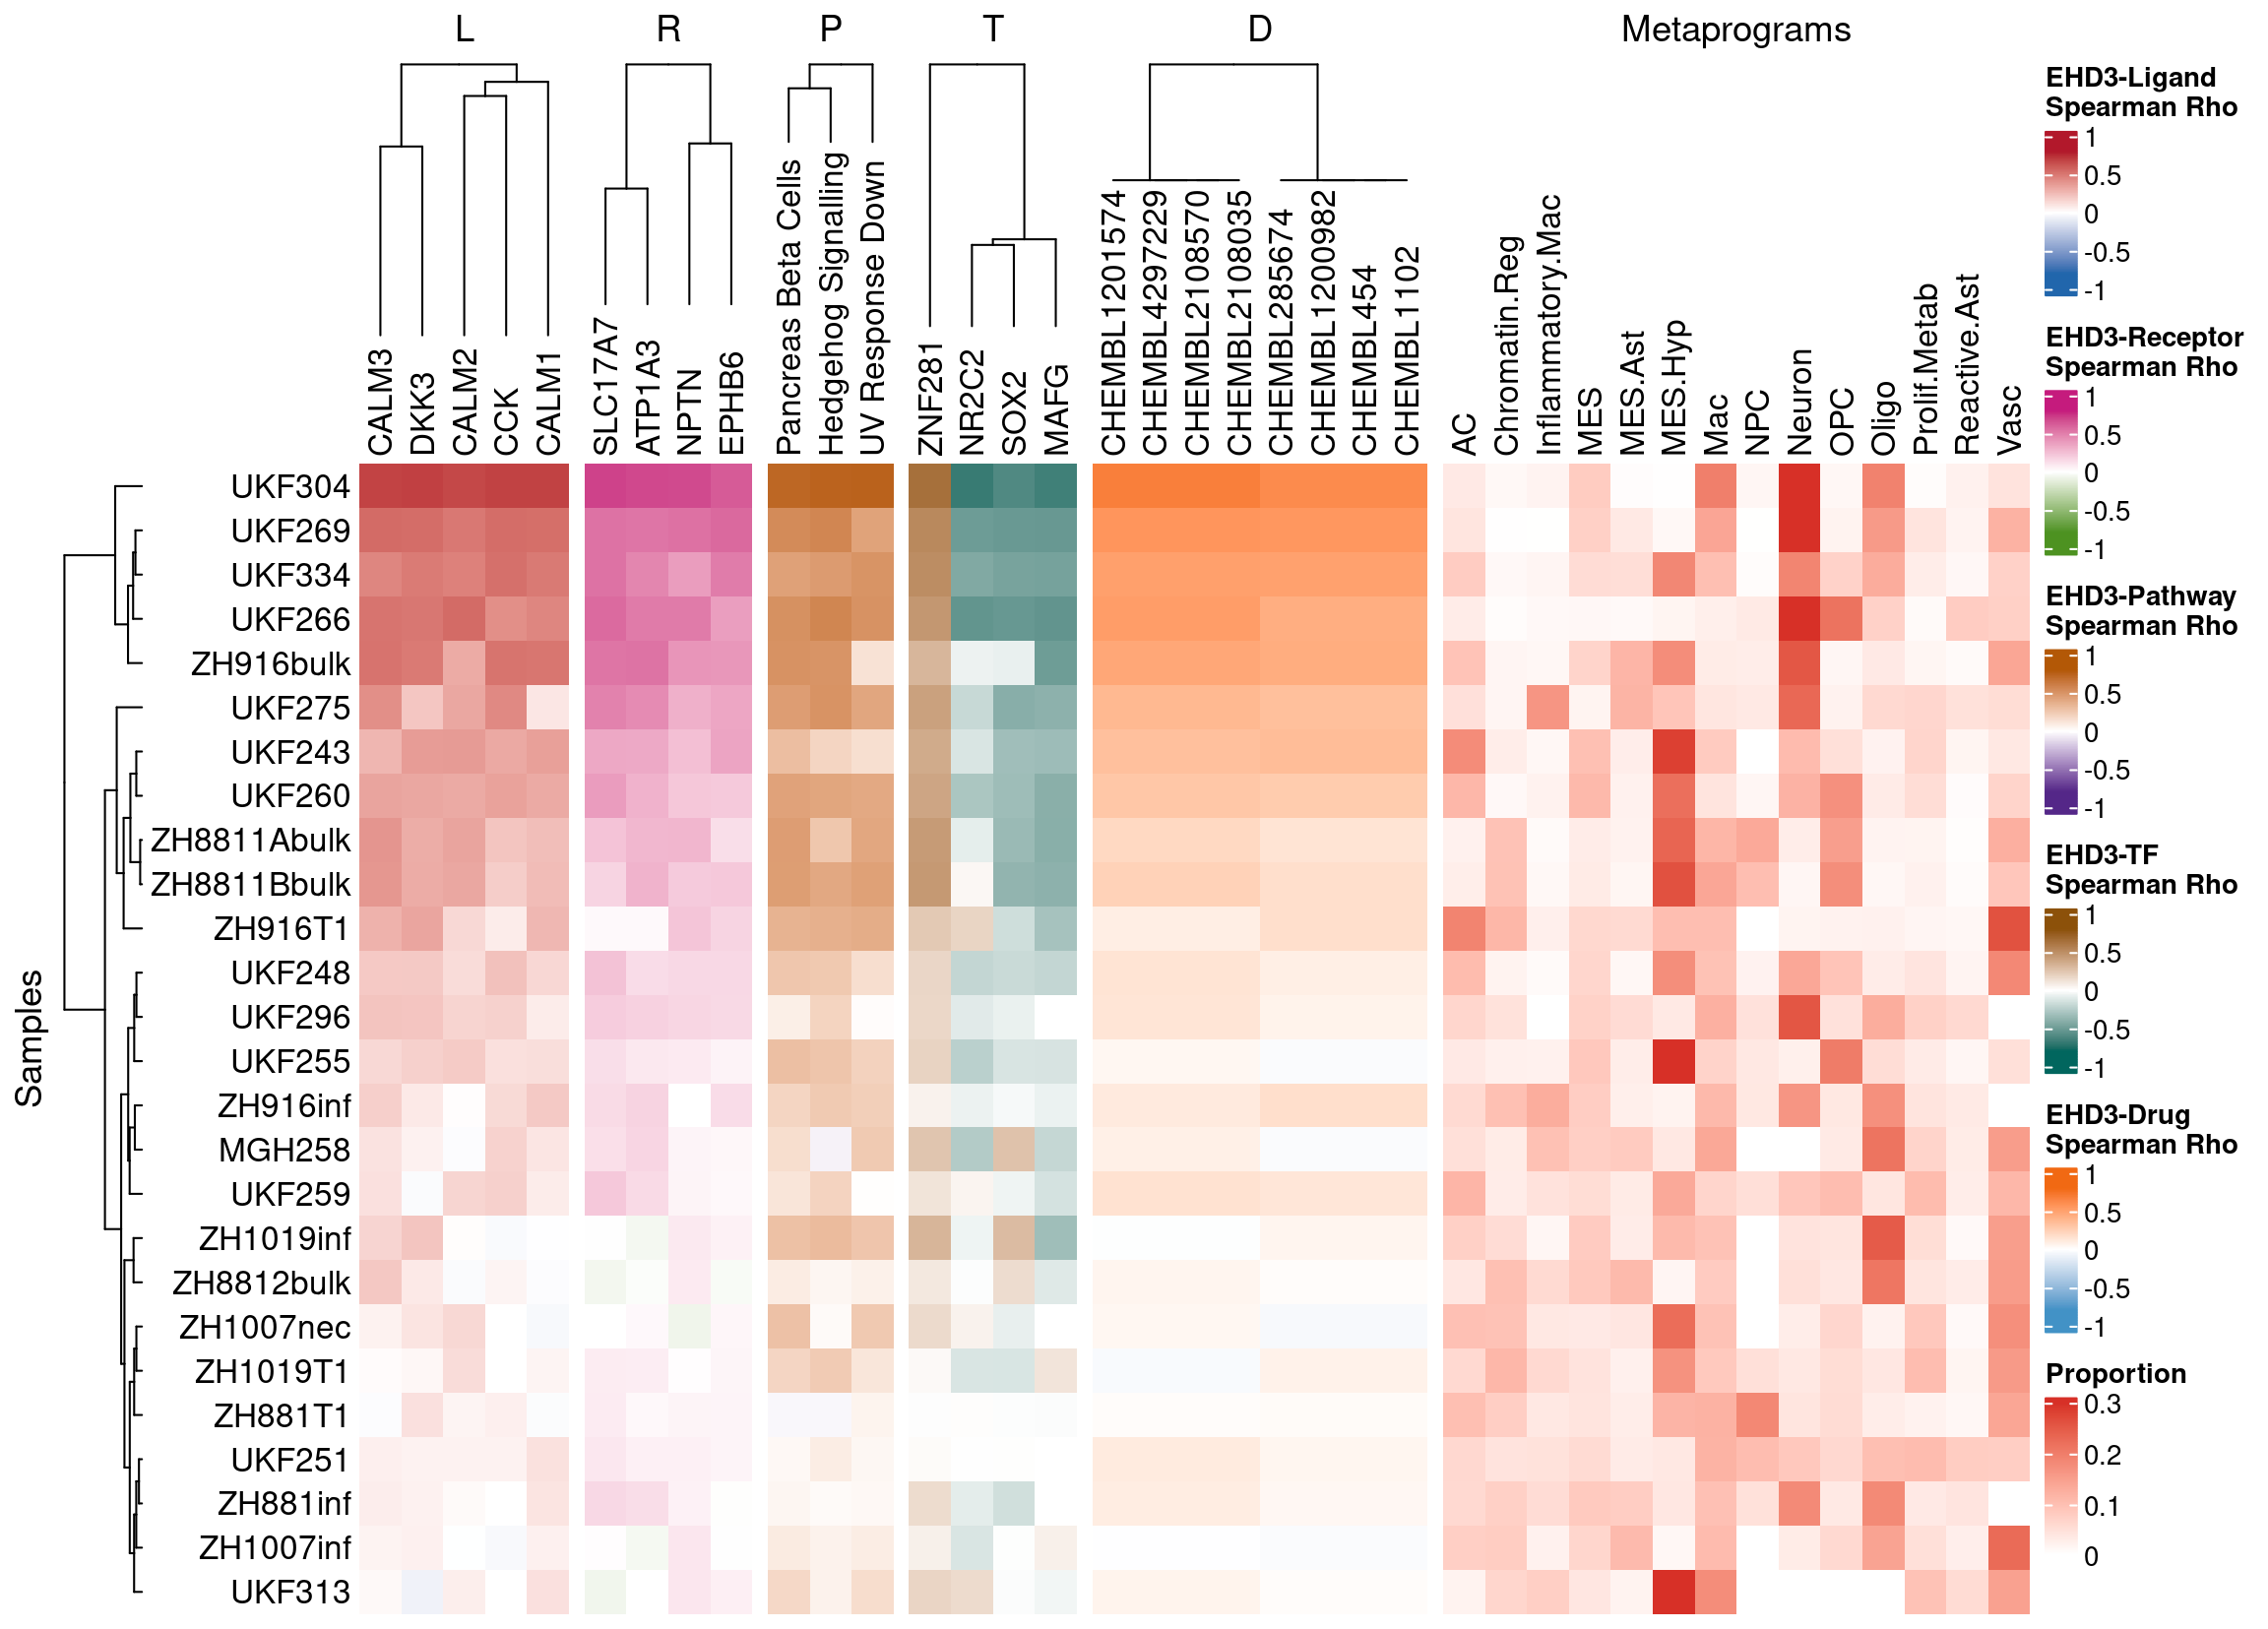 L R P T D Metaprograms
CALM3
DKK3
CALM2
CCK
CALM1
SLC17A7
ATP1A3
NPTN
EPHB6
Pancreas Beta Cells
Hedgehog Signalling
UV Response Down
ZNF281
NR2C2
SOX2
MAFG
CHEMBL1201574
CHEMBL4297229
CHEMBL2108570
CHEMBL2108035
CHEMBL285674
CHEMBL1200982
CHEMBL454
CHEMBL1102
AC
Chromatin.Reg
Inflammatory.Mac
MES
MES.Ast
MES.Hyp
Mac
NPC
Neuron
OPC
Oligo
Prolif.Metab
Reactive.Ast
Vasc
Samples
UKF304
UKF269
UKF334
UKF266
ZH916bulk
UKF275
UKF243
UKF260
ZH8811Abulk
ZH8811Bbulk
ZH916T1
UKF248
UKF296
UKF255
ZH916inf
MGH258
UKF259
ZH1019inf
ZH8812bulk
ZH1007nec
ZH1019T1
ZH881T1
UKF251
ZH881inf
ZH1007inf
UKF313
EHD3-Ligand
Spearman Rho
1
0.5
0
-0.5
-1
EHD3-Receptor
Spearman Rho
1
0.5
0
-0.5
-1
EHD3-Pathway
Spearman Rho
1
0.5
0
-0.5
-1
EHD3-TF
Spearman Rho
1
0.5
0
-0.5
-1
EHD3-Drug
Spearman Rho
1
0.5
0
-0.5
-1
Proportion
0.3
0.2
0.1
0